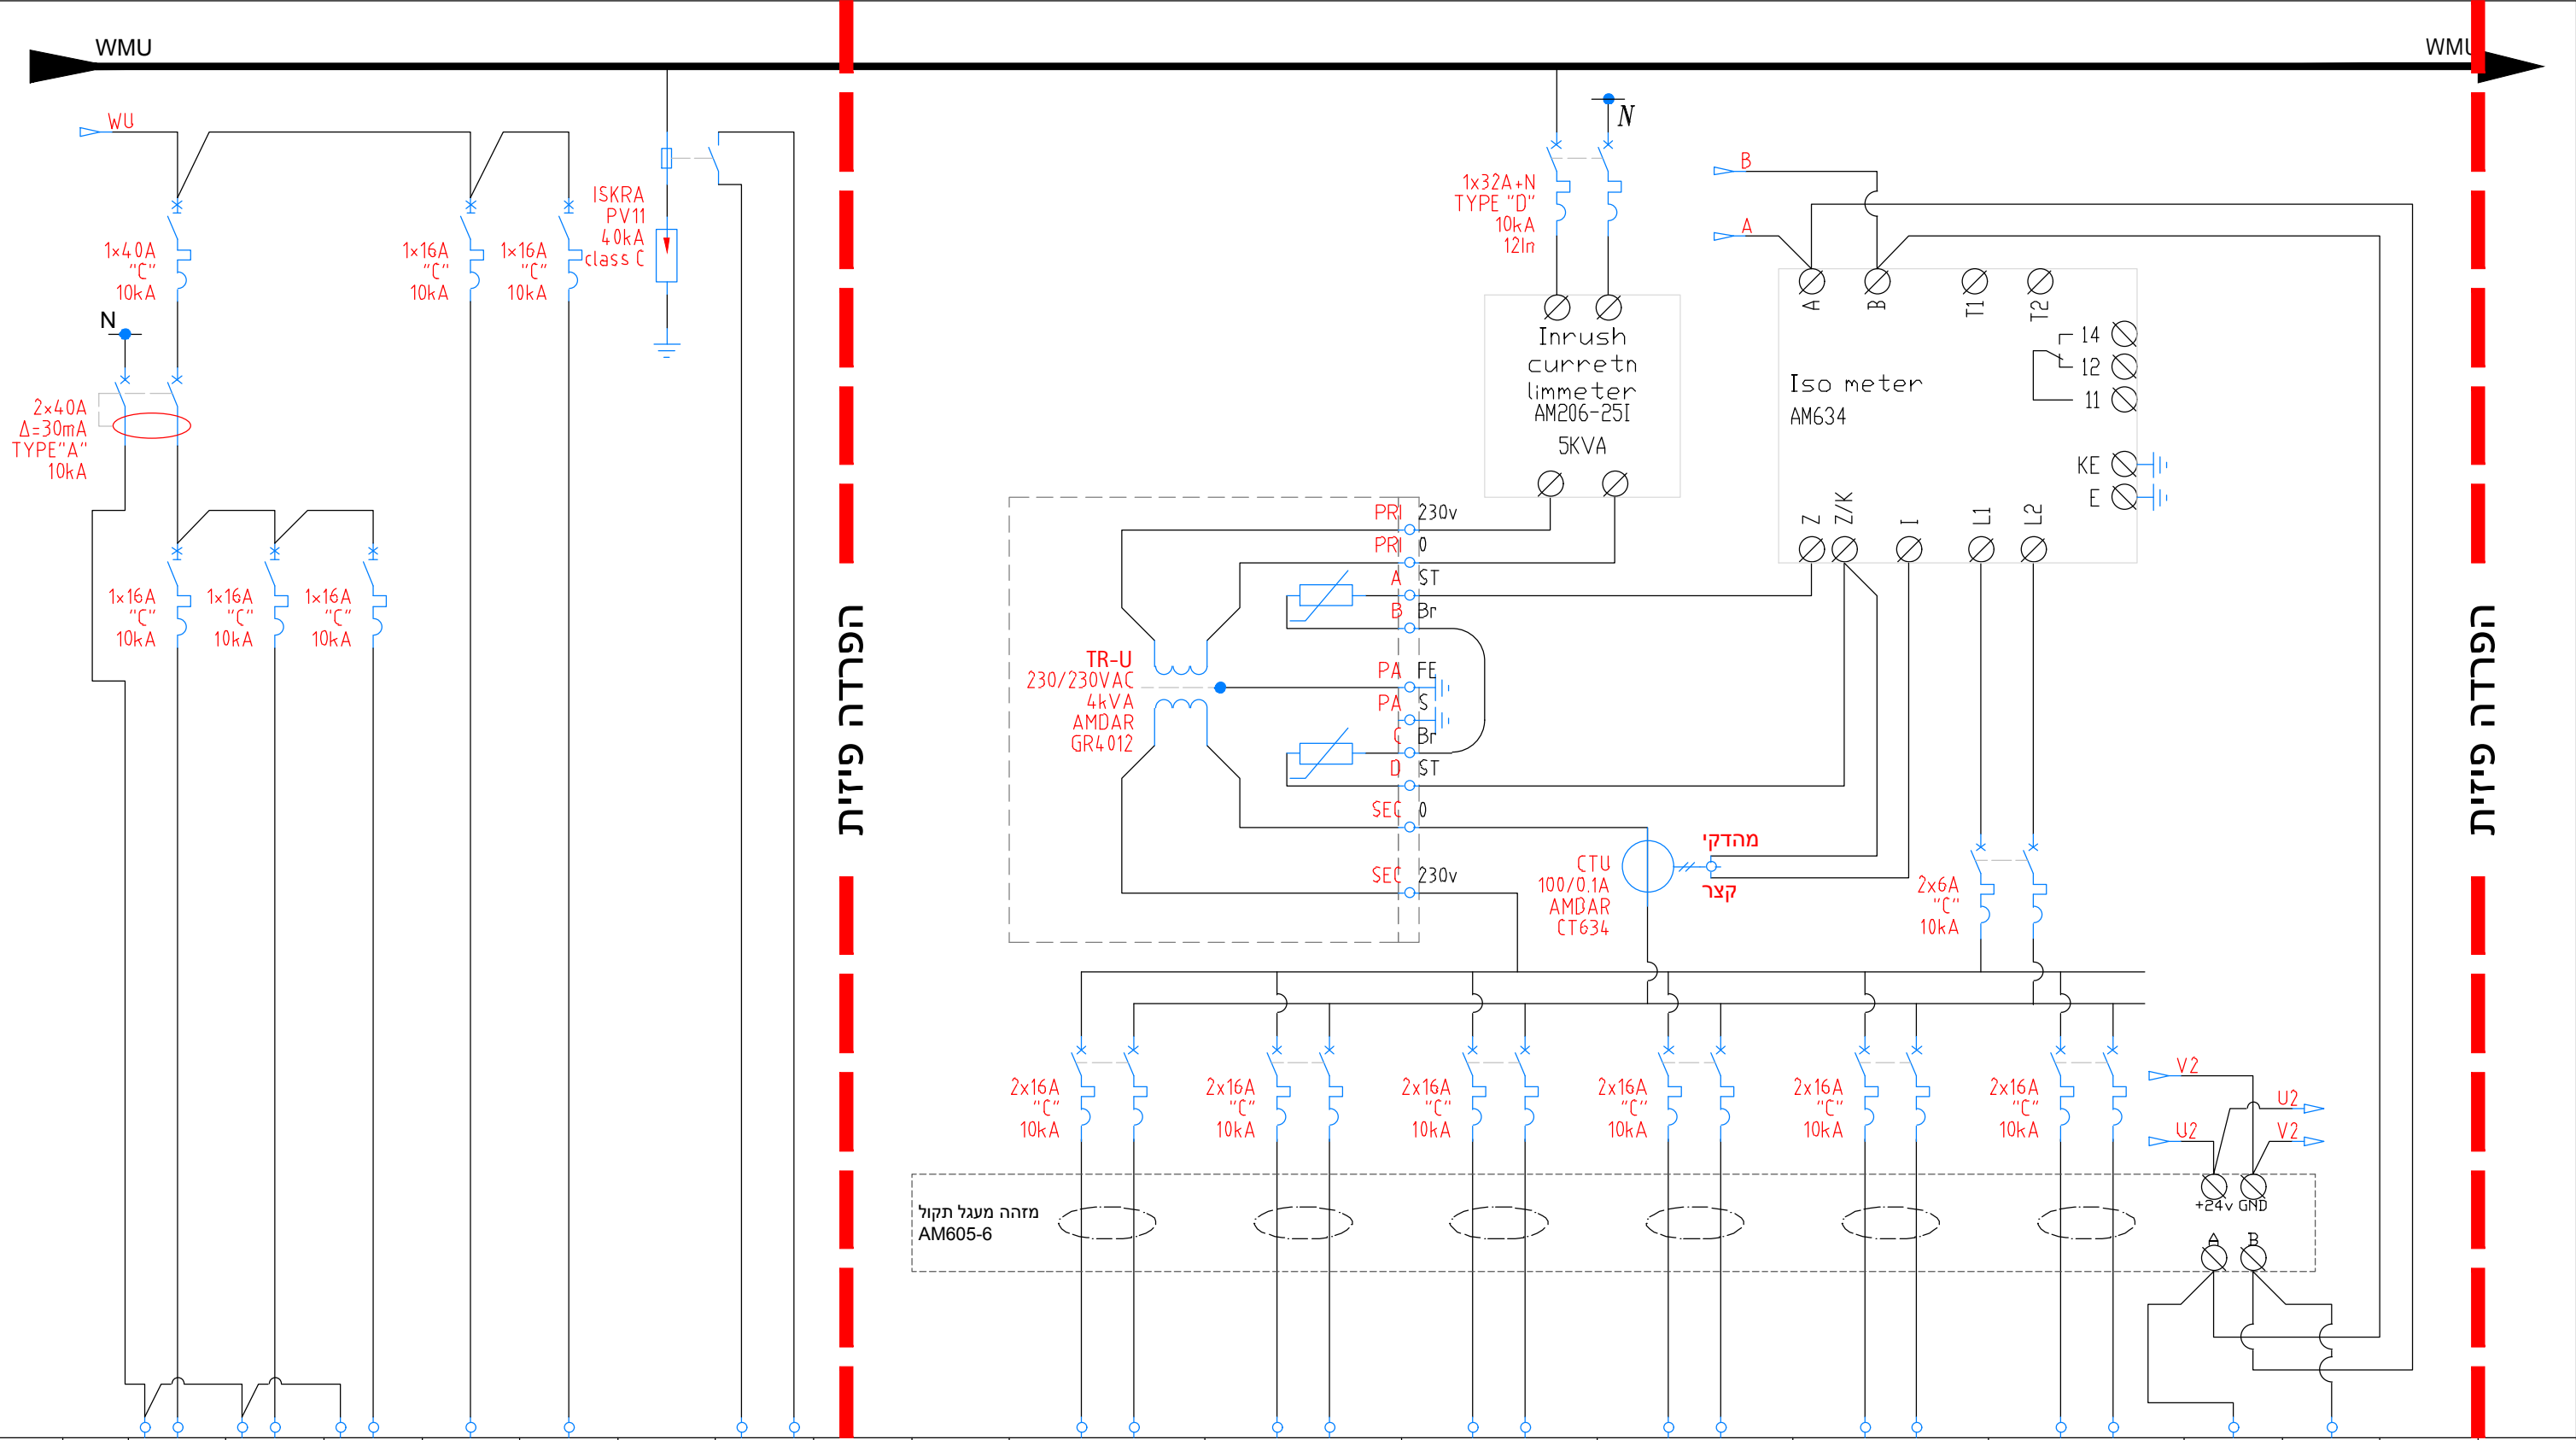 WMU
WMU
WU
1x40A
"C"
10kA
1x16A
"C"
10kA
1x16A
"C"
10kA
ISKRA
PV11
40kA
class C
N
2x40A
Δ=30mA
TYPE"A"
10kA
1x16A
"C"
10kA
1x16A
"C"
10kA
1x16A
"C"
10kA
הפרדה פיזית
N
1x32A+N
TYPE "D"
10kA
12In
Inrush
curretn
limmeter
AM206-25I
5KVA
B
A
A
B
T1
T2
14
12
11
Iso meter
AM634
KE
E
Z
Z/K
I
L1
L2
PRI 230v
PRI 0
A ST
B Br
PA FE
PA S
C Br
D ST
SEC 0
SEC 230v
TR-U
230/230VAC
4kVA
AMDAR
GR4012
CTU
100/0.1A
AMBAR
CT634
מהדקי
קצר
2x6A
"C"
10kA
2x16A
"C"
10kA
2x16A
"C"
10kA
2x16A
"C"
10kA
2x16A
"C"
10kA
2x16A
"C"
10kA
2x16A
"C"
10kA
V2
U2
U2
V2
+24v GND
A B
מזהה מעגל תקול
AM605-6
הפרדה פיזית